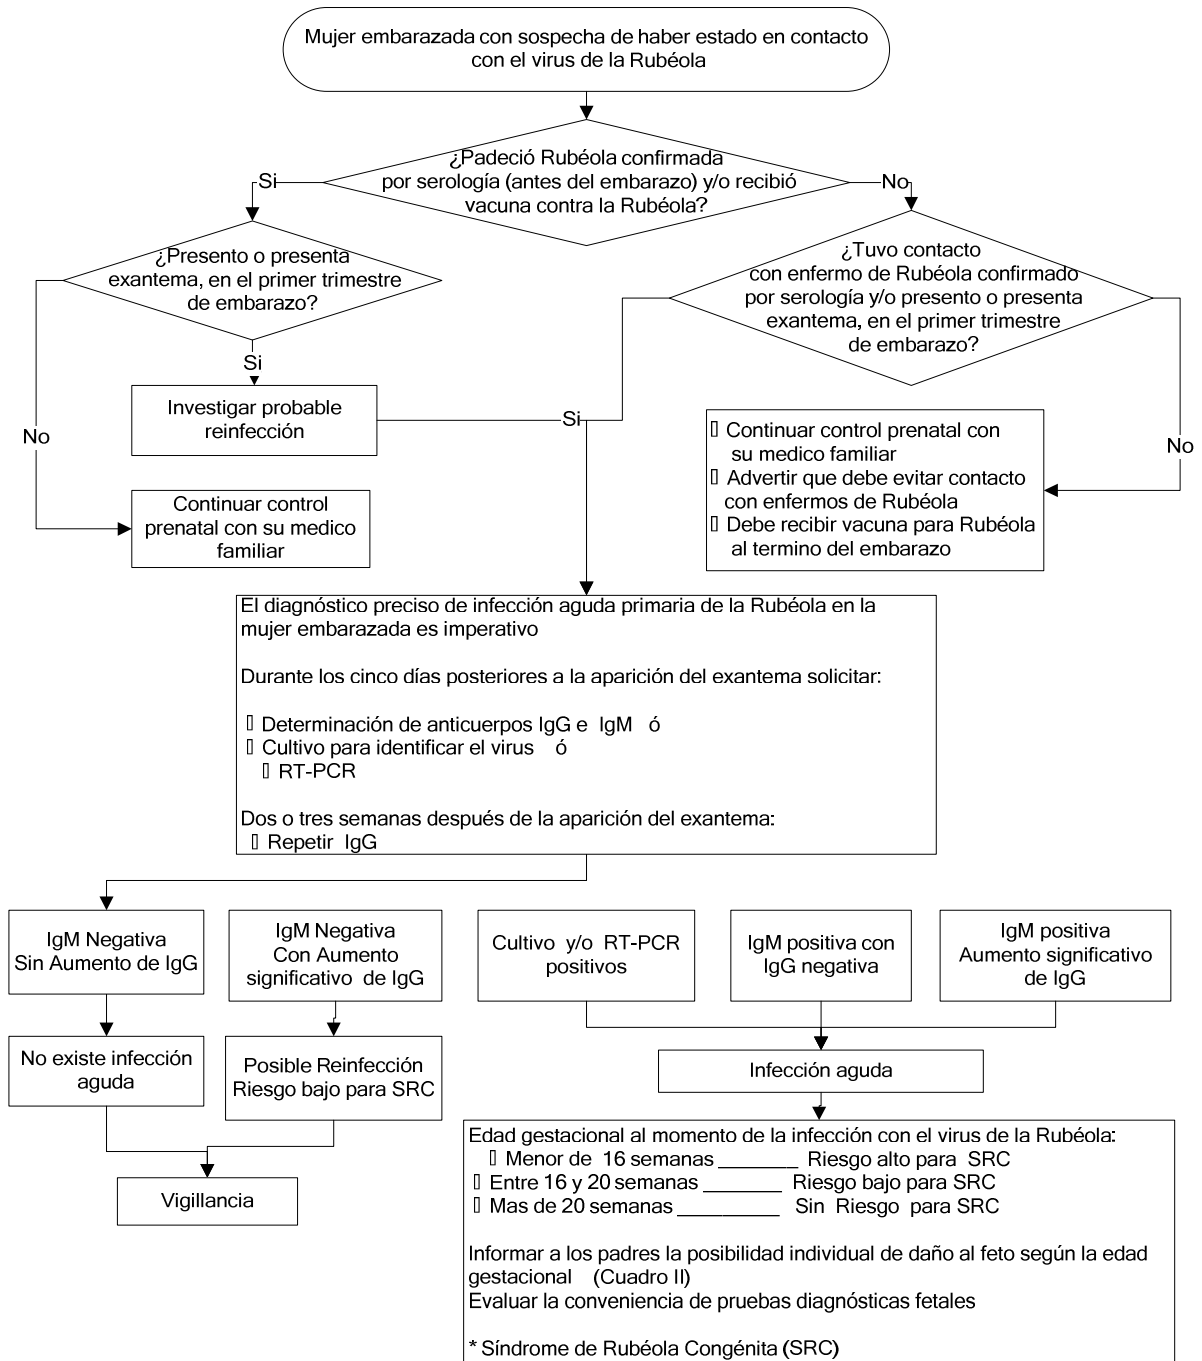 Mujer embarazada con sospecha de haber estado en contacto
con el virus de la Rubéola
¿Padeció Rubéola confirmada
por serología (antes del embarazo) y/o recibió
vacuna contra la Rubéola?
Si
No
¿Presento o presenta
exantema, en el primer trimestre
de embarazo?
¿Tuvo contacto
con enfermo de Rubéola confirmado
por serología y/o presento o presenta
exantema, en el primer trimestre
de embarazo?
Si
Investigar probable
reinfección
Si
No
No
Continuar control prenatal con
su medico familiar
Advertir que debe evitar contacto
con enfermos de Rubéola
Debe recibir vacuna para Rubéola
al termino del embarazo
Continuar control
prenatal con su medico
familiar
El diagnóstico preciso de infección aguda primaria de la Rubéola en la
mujer embarazada es imperativo
Durante los cinco días posteriores a la aparición del exantema solicitar:
Determinación de anticuerpos IgG e IgM ó
Cultivo para identificar el virus ó
RT-PCR
Dos o tres semanas después de la aparición del exantema:
Repetir IgG
IgM Negativa
Sin Aumento de IgG
IgM Negativa
Con Aumento
significativo de IgG
Cultivo y/o RT-PCR
positivos
IgM positiva con
IgG negativa
IgM positiva
Aumento significativo
de IgG
No existe infección
aguda
Posible Reinfección
Riesgo bajo para SRC
Infección aguda
Vigillancia
Edad gestacional al momento de la infección con el virus de la Rubéola:
Menor de 16 semanas _______ Riesgo alto para SRC
Entre 16 y 20 semanas _______ Riesgo bajo para SRC
Mas de 20 semanas _________ Sin Riesgo para SRC
Informar a los padres la posibilidad individual de daño al feto según la edad
gestacional (Cuadro II)
Evaluar la conveniencia de pruebas diagnósticas fetales
* Síndrome de Rubéola Congénita (SRC)